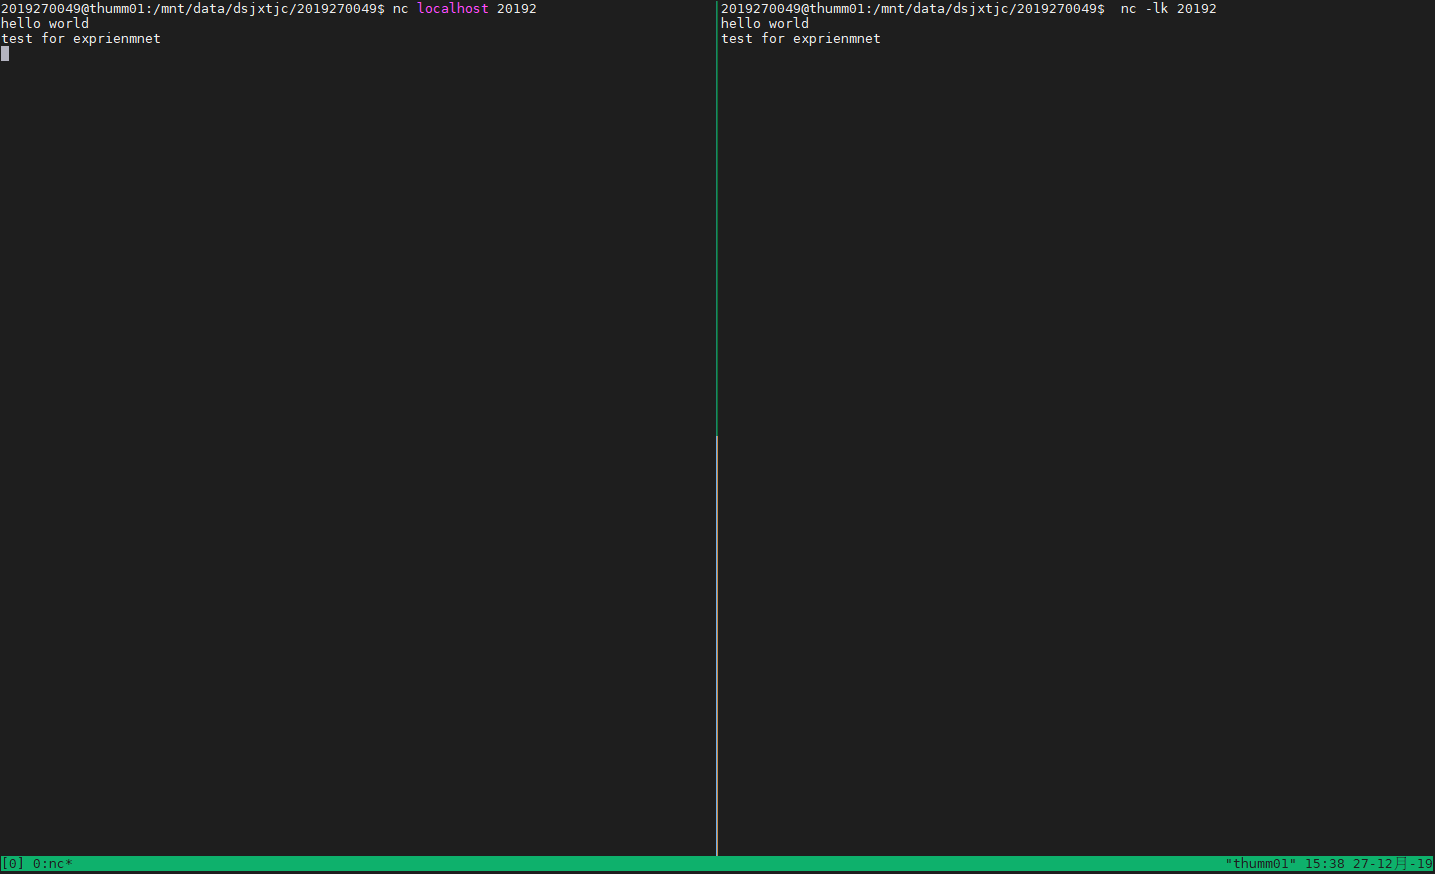 2019270049@thumm01:/mnt/data/dsjxtjc/2019270049$ nc localhost 20192
hello world
test for exprienmnet
2019270049@thumm01:/mnt/data/dsjxtjc/2019270049$  nc -lk 20192
hello world
test for exprienmnet
[0] 0:nc*
"thumm01" 15:38 27-12月-19